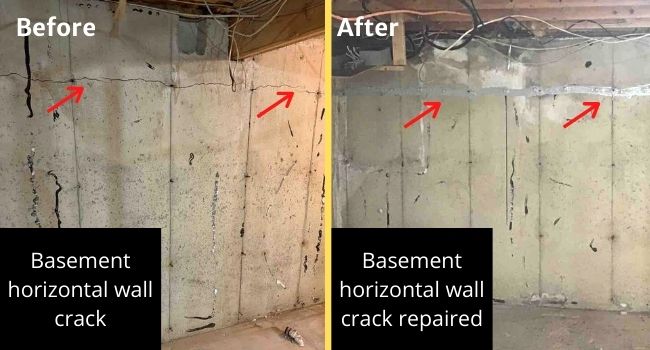 Before
After
Basement
horizontal wall
crack
Basement
horizontal wall
crack repaired